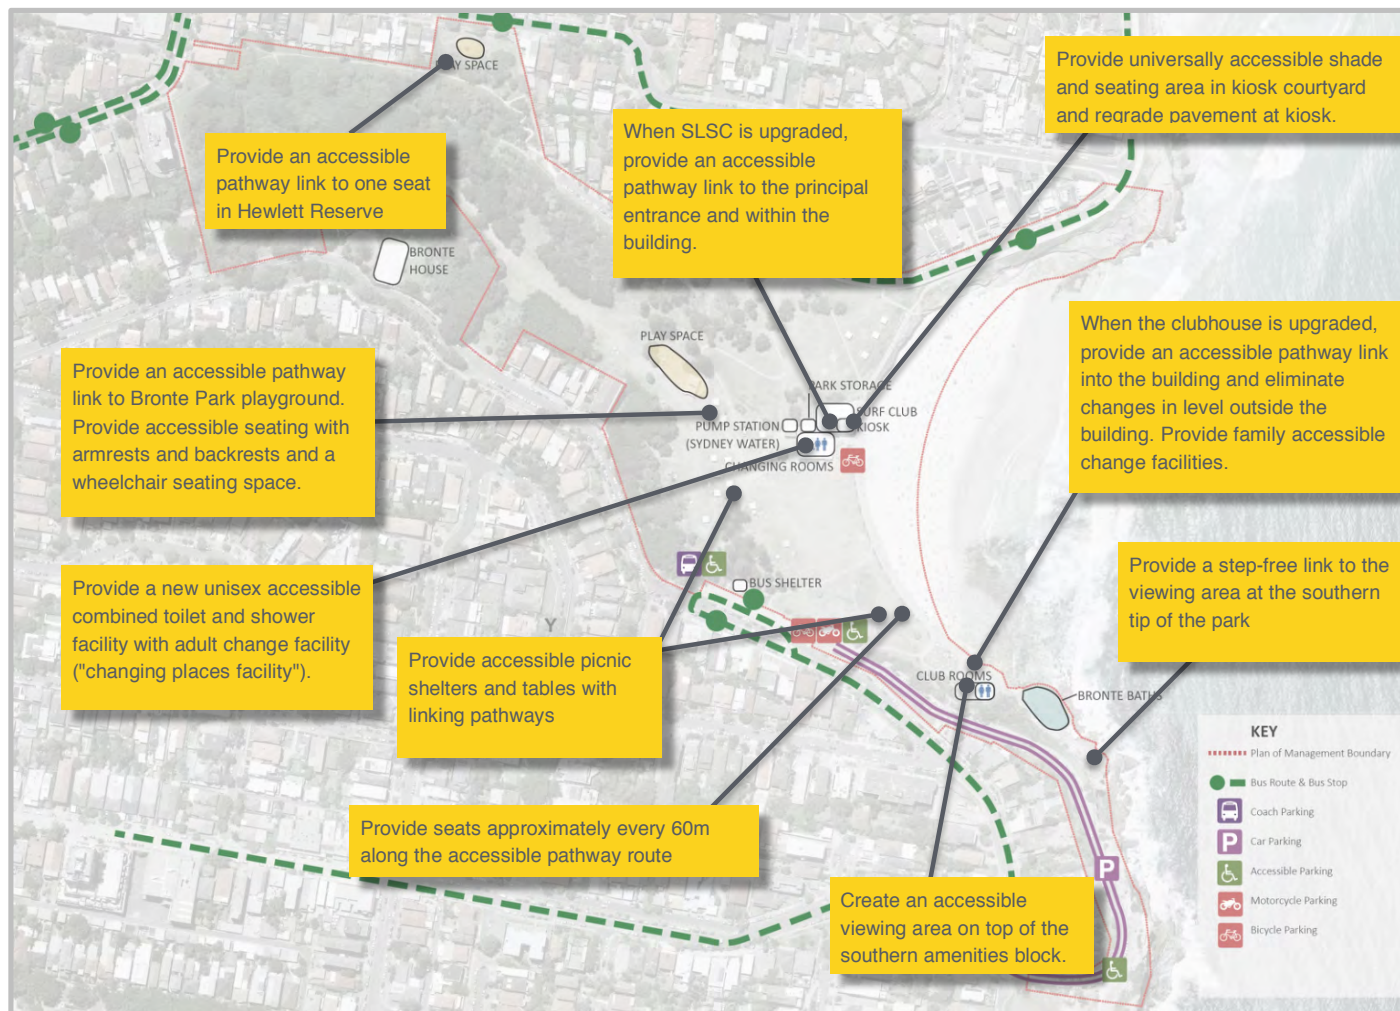 PLAY SPACE
Provide universally accessible shade
and seating area in kiosk courtyard
and regrade pavement at kiosk.
When SLSC is upgraded,
provide an accessible
pathway link to the principal
entrance and within the
building.
Provide an accessible
pathway link to one seat
in Hewlett Reserve
BRONTE
HOUSE
When the clubhouse is upgraded,
provide an accessible pathway link
into the building and eliminate
changes in level outside the
building. Provide family accessible
change facilities.
PLAY SPACE
Provide an accessible pathway
link to Bronte Park playground.
Provide accessible seating with
armrests and backrests and a
wheelchair seating space.
PARK STORAGE
SURF CLUB
KIOSK
PUMP STATION
(SYDNEY WATER)
CHANGING ROOMS
Provide a step-free link to the
viewing area at the southern
tip of the park
Provide a new unisex accessible
combined toilet and shower
facility with adult change facility
("changing places facility").
BUS SHELTER
Y
Provide accessible picnic
shelters and tables with
linking pathways
CLUB ROOMS
BRONTE BATHS
Provide seats approximately every 60m
along the accessible pathway route
Create an accessible
viewing area on top of the
southern amenities block.
P
KEY
Plan of Management Boundary
Bus Route & Bus Stop
Coach Parking
P Car Parking
Accessible Parking
Motorcycle Parking
Bicycle Parking